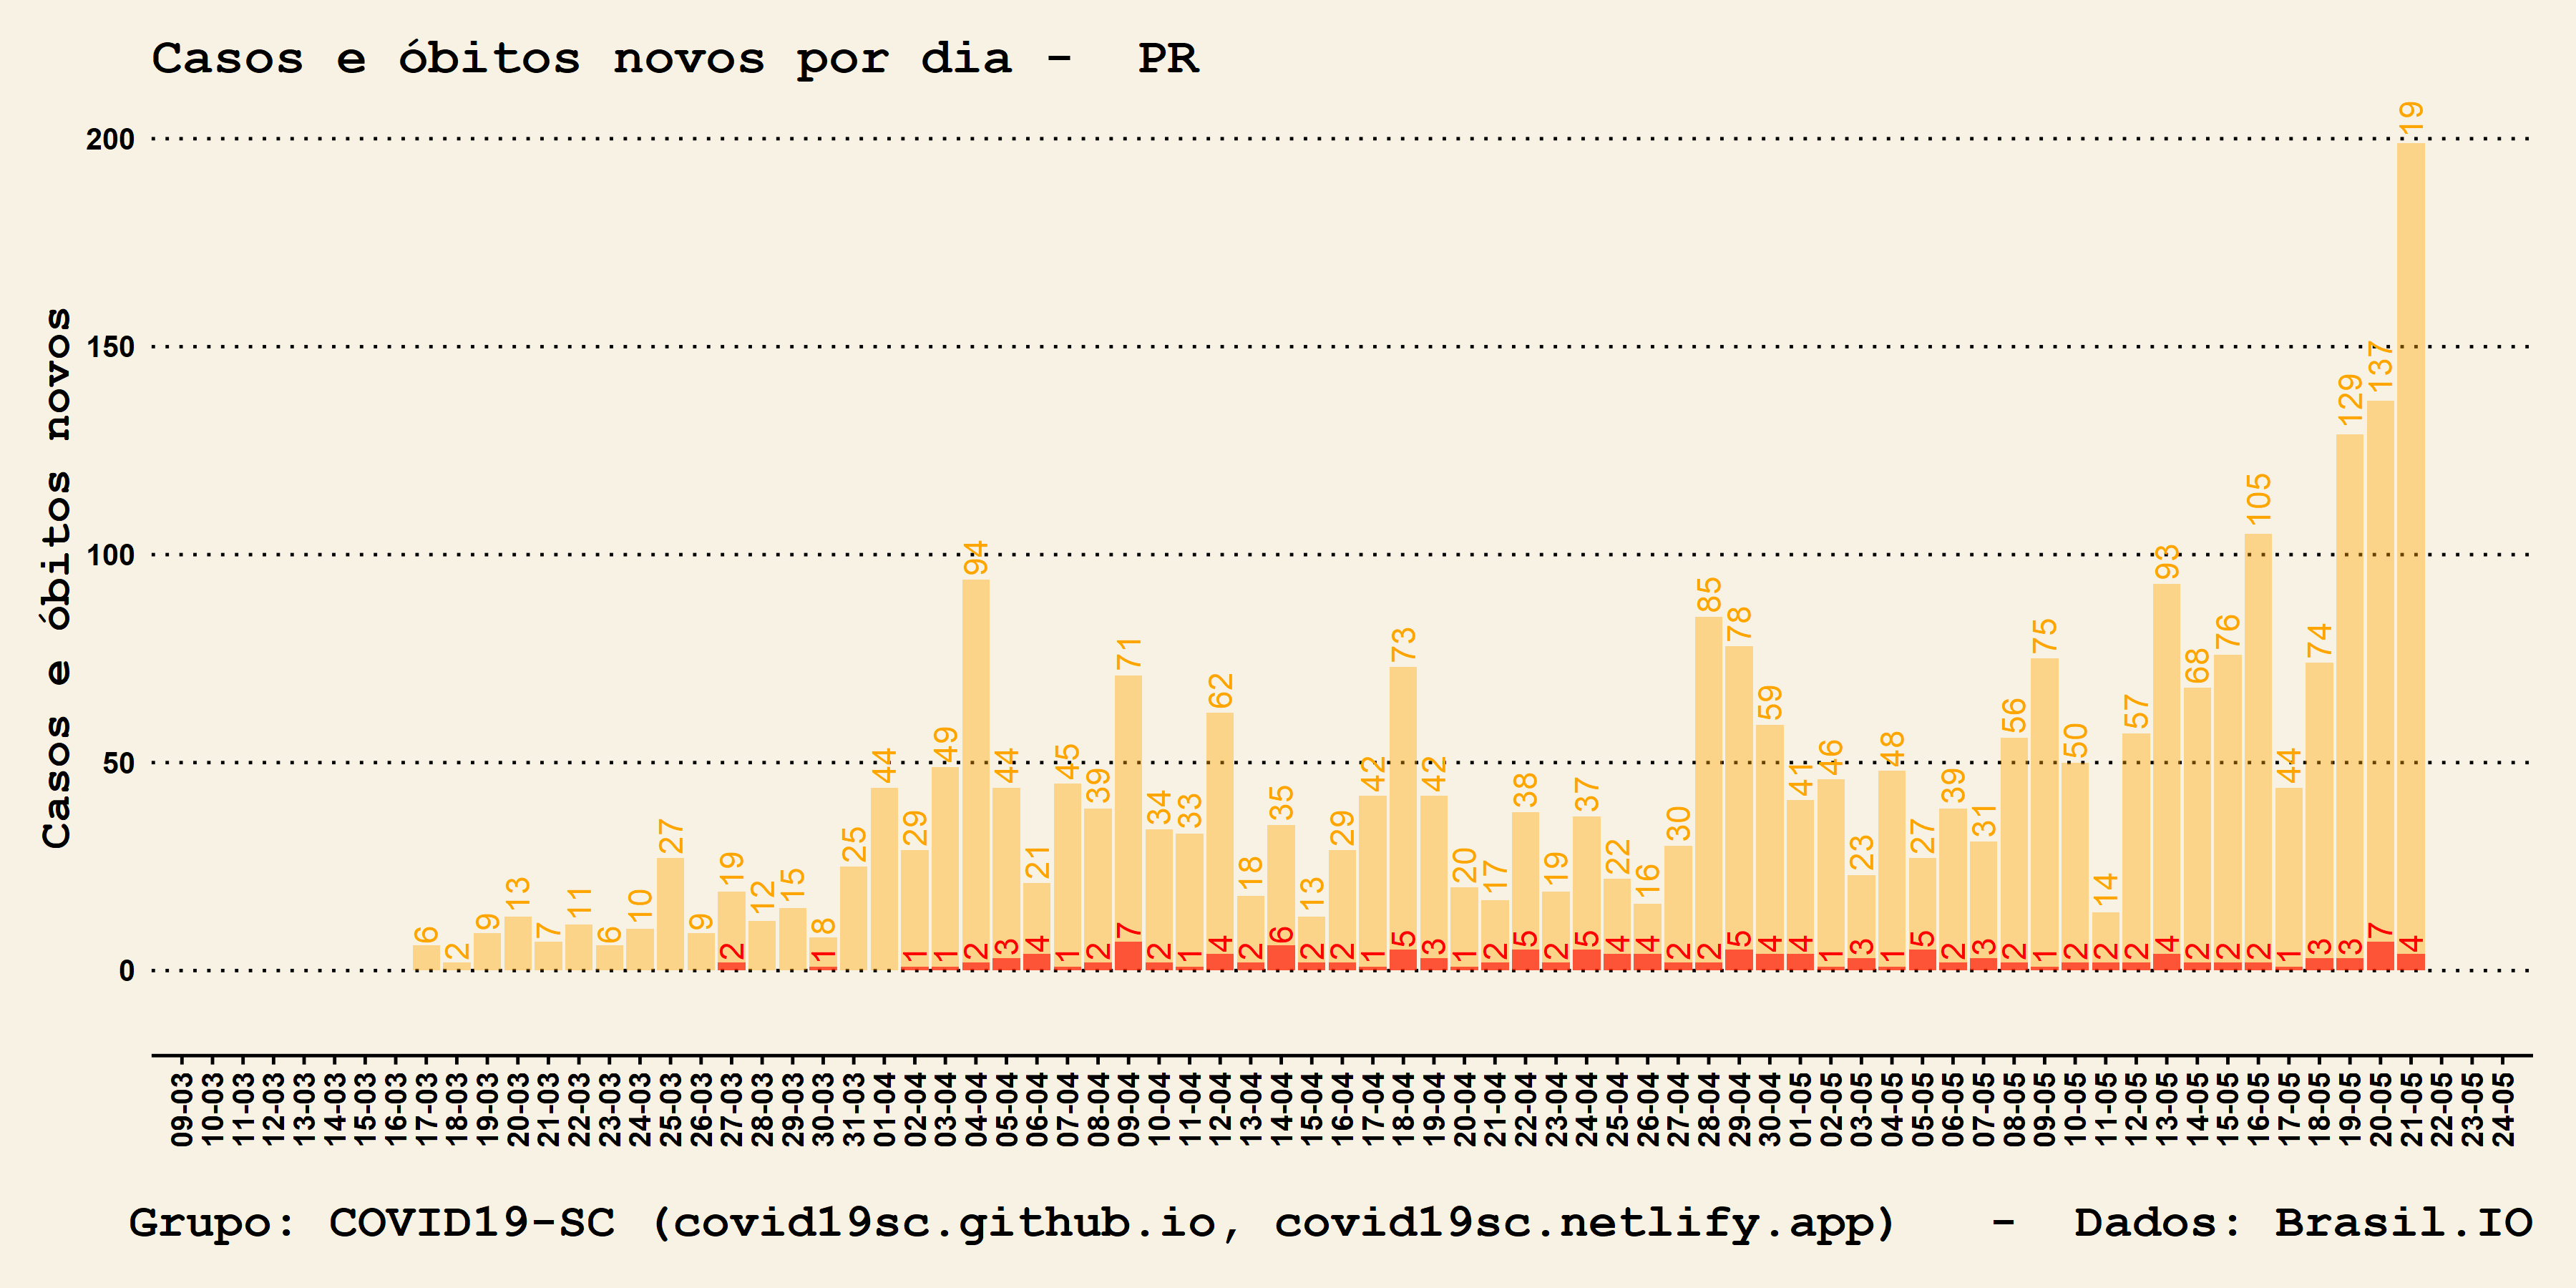 Casos e óbitos novos por dia -  PR
Casos e óbitos novos
200
150
100
50
0
6 2 9 13 7 11 6 10 27 9 19 12 15 8 25 44 29 49 94 44 21 45 39 71 34 33 62 18 35 13 29 42 73 42 20 17 38 19 37 22 16 30 85 78 59 41 46 23 48 27 39 31 56 75 50 14 57 93 68 76 105 44 74 129 137 19
2 1 1 1 2 3 4 1 2 7 2 1 4 2 6 2 2 1 5 3 1 2 5 2 5 4 4 2 2 5 4 4 1 3 1 5 2 3 2 1 2 2 2 4 2 2 2 1 3 3 7 4
09-03 10-03 11-03 12-03 13-03 14-03 15-03 16-03 17-03 18-03 19-03 20-03 21-03 22-03 23-03 24-03 25-03 26-03 27-03 28-03 29-03 30-03 31-03 01-04 02-04 03-04 04-04 05-04 06-04 07-04 08-04 09-04 10-04 11-04 12-04 13-04 14-04 15-04 16-04 17-04 18-04 19-04 20-04 21-04 22-04 23-04 24-04 25-04 26-04 27-04 28-04 29-04 30-04 01-05 02-05 03-05 04-05 05-05 06-05 07-05 08-05 09-05 10-05 11-05 12-05 13-05 14-05 15-05 16-05 17-05 18-05 19-05 20-05 21-05 22-05 23-05 24-05
Grupo: COVID19-SC (covid19sc.github.io, covid19sc.netlify.app)   -  Dados: Brasil.IO